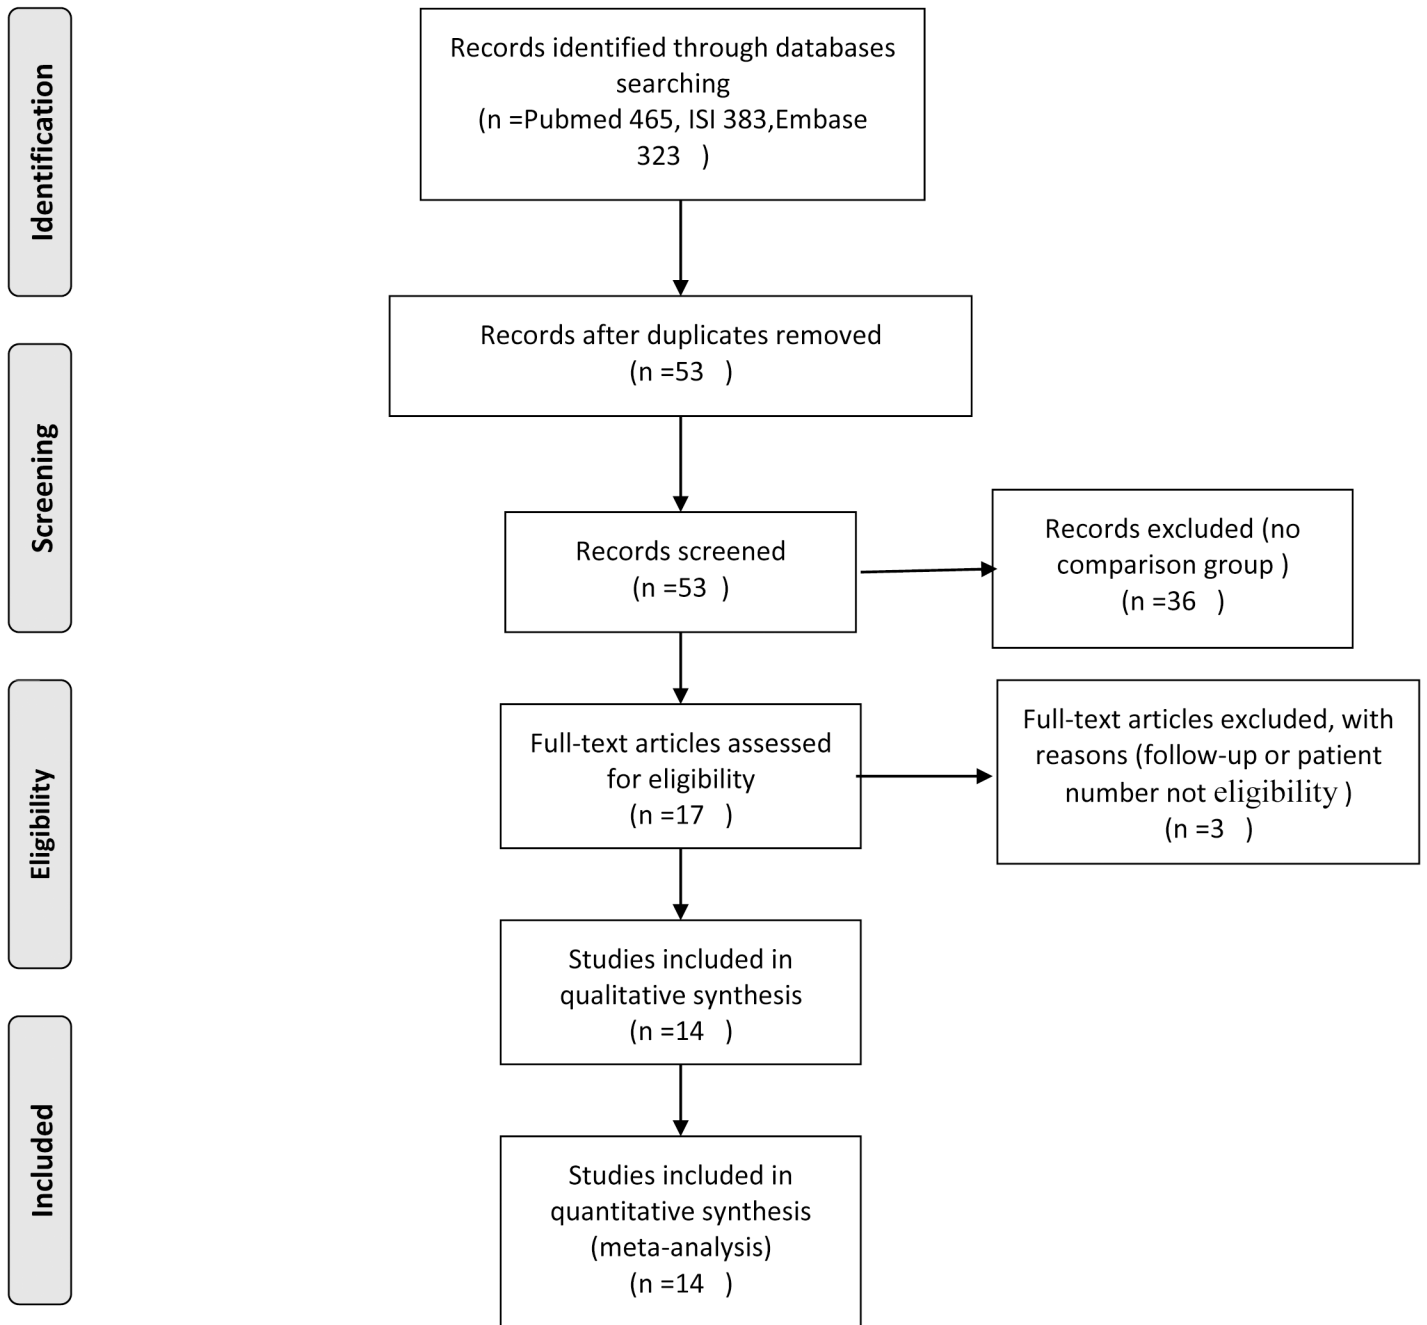 Identification
Records identified through databases
searching
(n =Pubmed 465, ISI 383,Embase
323   )
Records after duplicates removed
(n =53   )
Screening
Records screened
(n =53  )
Records excluded (no
comparison group )
(n =36   )
Eligibility
Full-text articles assessed
for eligibility
(n =17   )
Full-text articles excluded, with
reasons (follow-up or patient
number not eligibility )
(n =3   )
Studies included in
qualitative synthesis
(n =14   )
Included
Studies included in
quantitative synthesis
(meta-analysis)
(n =14   )